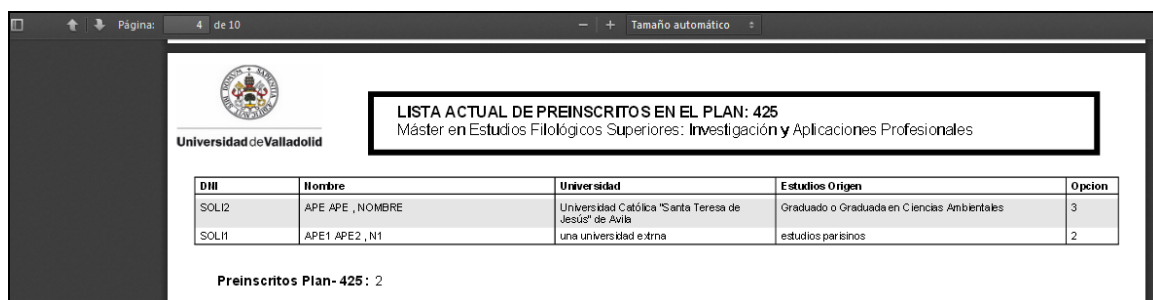 Página: 4 de 10 − + Tamaño automático
LISTA ACTUAL DE PREINSCRITOS EN EL PLAN: 425
Máster en Estudios Filológicos Superiores: Investigación y Aplicaciones Profesionales
Universidad de Valladolid
DNI Nombre Universidad Estudios Origen Opcion
SOLI2 APE APE , NOMBRE Universidad Católica "Santa Teresa de Graduado o Graduada en Ciencias Ambientales 3
Jesús" de Avila
SOLI1 APE1 APE2 , N1 una universidad extrna estudios parisinos 2
Preinscritos Plan- 425 : 2